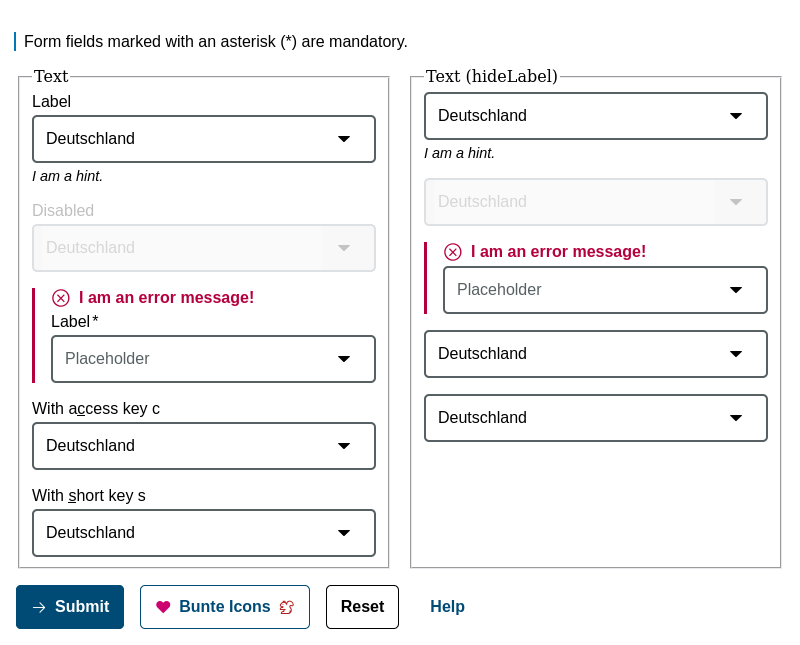 Form fields marked with an asterisk (*) are mandatory.
Text
Label
Deutschland
I am a hint.
Disabled
Deutschland
I am an error message!
Label*
Placeholder
With access key c
Deutschland
With short key s
Deutschland
Text (hideLabel)
Deutschland
I am a hint.
Deutschland
I am an error message!
Placeholder
Deutschland
Deutschland
Submit
Bunte Icons
Reset
Help